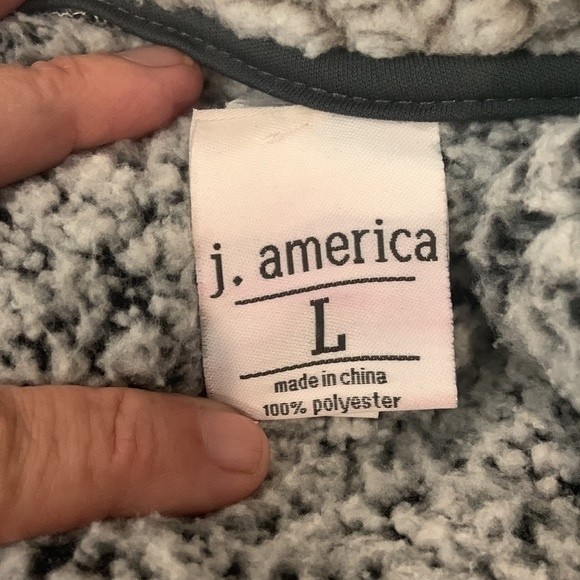 j. america
L
made in china
100% polyester